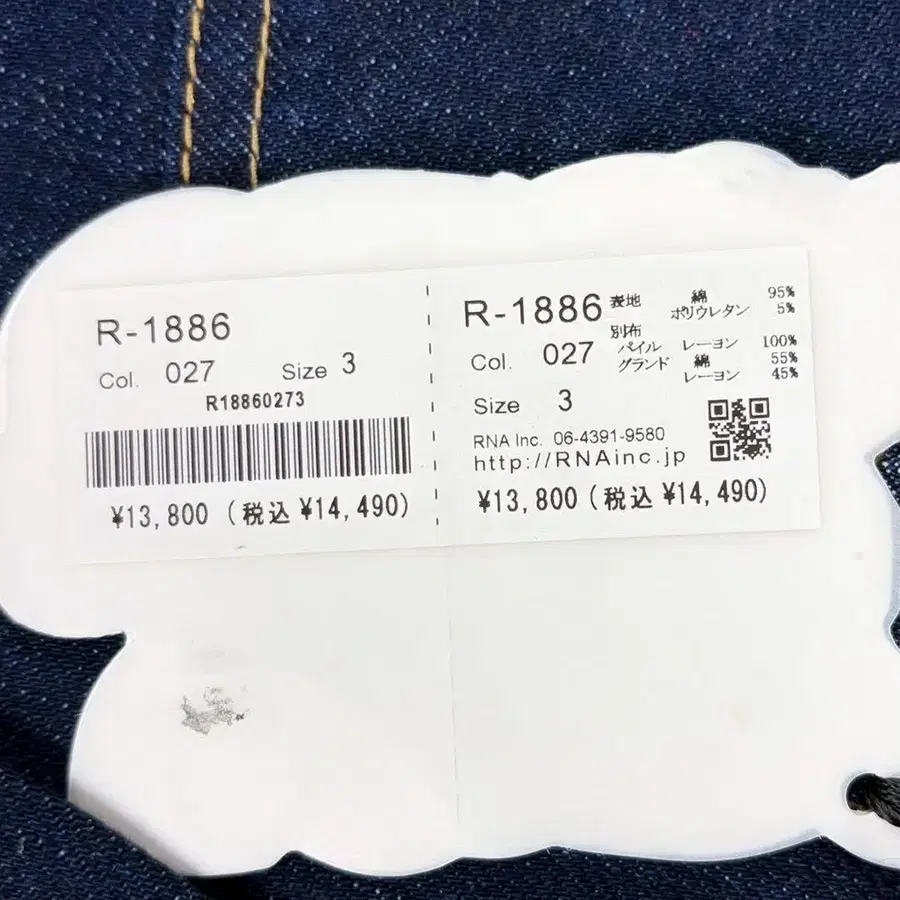 R-1886
Col. 027 Size 3
R18860273
¥13,800 (税込 ¥14,490)
R-1886
Col. 027
Size 3
表地 綿 95%
ポリウレタン 5%
別布
パイル レーヨン 100%
グランド 綿 55%
レーヨン 45%
RNA Inc. 06-4391-9580
http://RNAinc.jp
¥13,800 (税込 ¥14,490)